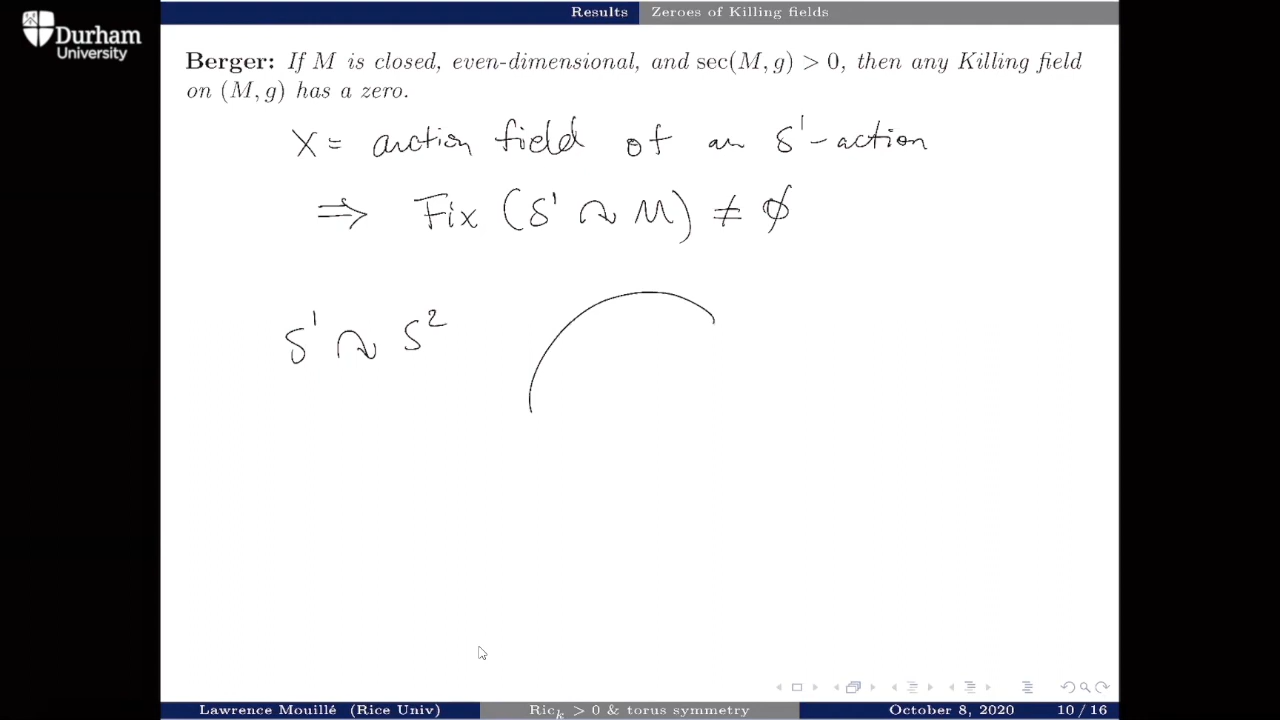 Durham
University
Results Zeroes of Killing fields
Berger: If M is closed, even-dimensional, and sec(M, g) > 0, then any Killing field
on (M, g) has a zero.
X = arction field of an S¹-action
⇒ Fix (S¹ ↷ M) ≠ ∅
S¹ ↷ S²
Lawrence Mouillé (Rice Univ) Ricₖ > 0 & torus symmetry October 8, 2020 10 / 16